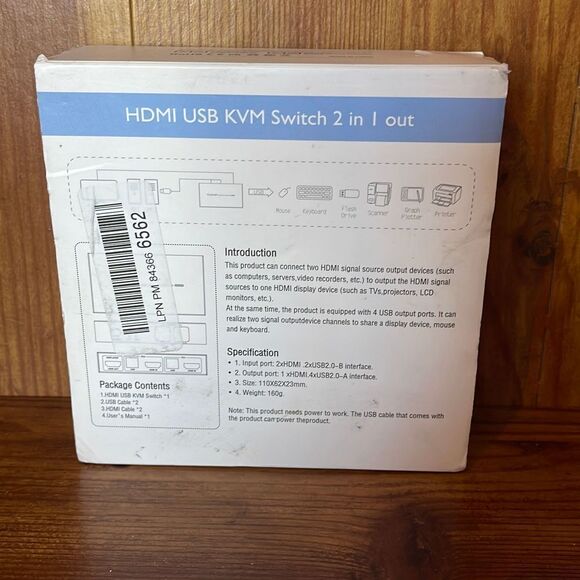 HDMI USB KVM Switch 2 in 1 out
USB
Mouse
Keyboard
Flash
Drive
Scanner
Graph
Plotter
Printer
LPN PM 84366 6562
Introduction
This product can connect two HDMI signal source output devices (such
as computers, servers,video recorders, etc.) to output the HDMI signal
sources to one HDMI display device (such as TVs,projectors, LCD
monitors, etc.).
At the same time, the product is equipped with 4 USB output ports. It can
realize two signal outputdevice channels to share a display device, mouse
and keyboard.
Specification
• 1. Input port: 2xHDMI .2xUSB2.0-B interface.
• 2. Output port: 1 xHDMI.4xUSB2.0-A interface.
• 3. Size: 110X62X23mm.
• 4. Weight: 160g.
Note: This product needs power to work. The USB cable that comes with
the product can power theproduct.
Package Contents
1.HDMI USB KVM Switch *1
2.USB Cable *2
3.HDMI Cable *2
4.User's Manual *1